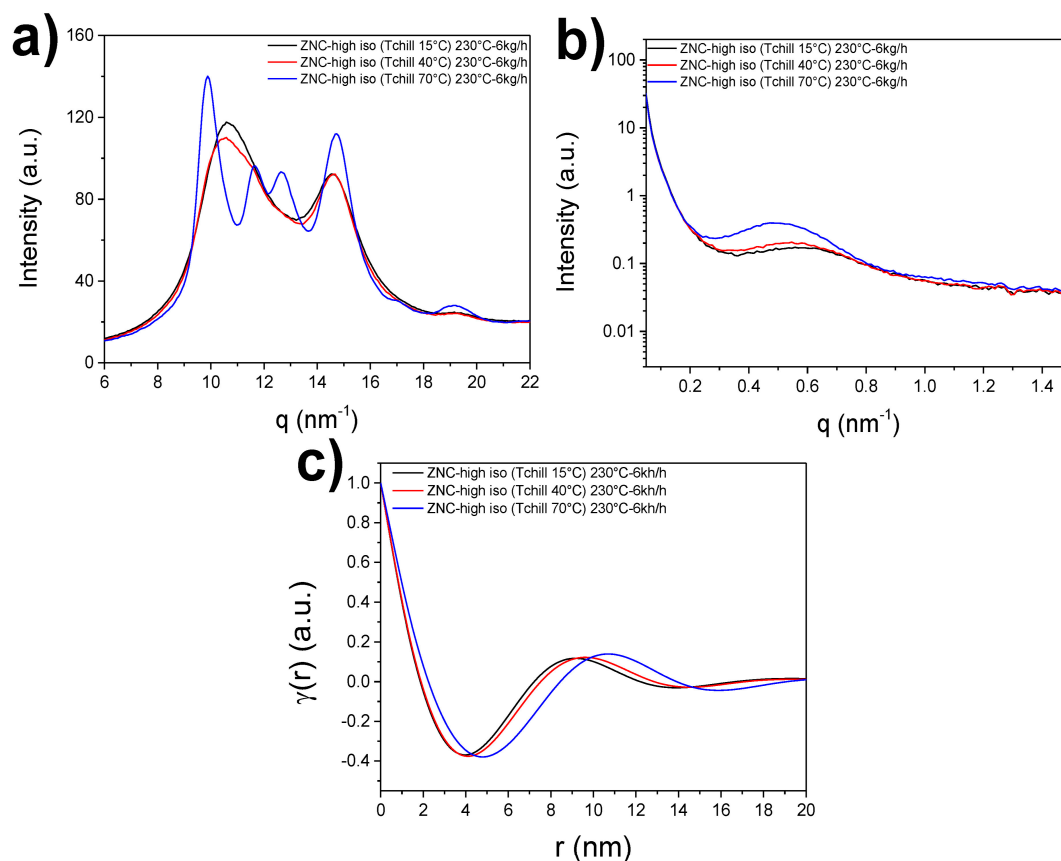 a)
ZNC-high iso (Tchill 15°C) 230°C-6kg/h
ZNC-high iso (Tchill 40°C) 230°C-6kg/h
ZNC-high iso (Tchill 70°C) 230°C-6kg/h
160
120
80
40
0
Intensity (a.u.)
6 8 10 12 14 16 18 20 22
q (nm⁻¹)
b)
ZNC-high iso (Tchill 15°C) 230°C-6kg/h
ZNC-high iso (Tchill 40°C) 230°C-6kg/h
ZNC-high iso (Tchill 70°C) 230°C-6kg/h
100
10
1
0.1
0.01
Intensity (a.u.)
0.2 0.4 0.6 0.8 1.0 1.2 1.4
q (nm⁻¹)
c)
ZNC-high iso (Tchill 15°C) 230°C-6kh/h
ZNC-high iso (Tchill 40°C) 230°C-6kh/h
ZNC-high iso (Tchill 70°C) 230°C-6kh/h
1.0
0.8
0.6
0.4
0.2
0.0
-0.2
-0.4
γ(r) (a.u.)
0 2 4 6 8 10 12 14 16 18 20
r (nm)